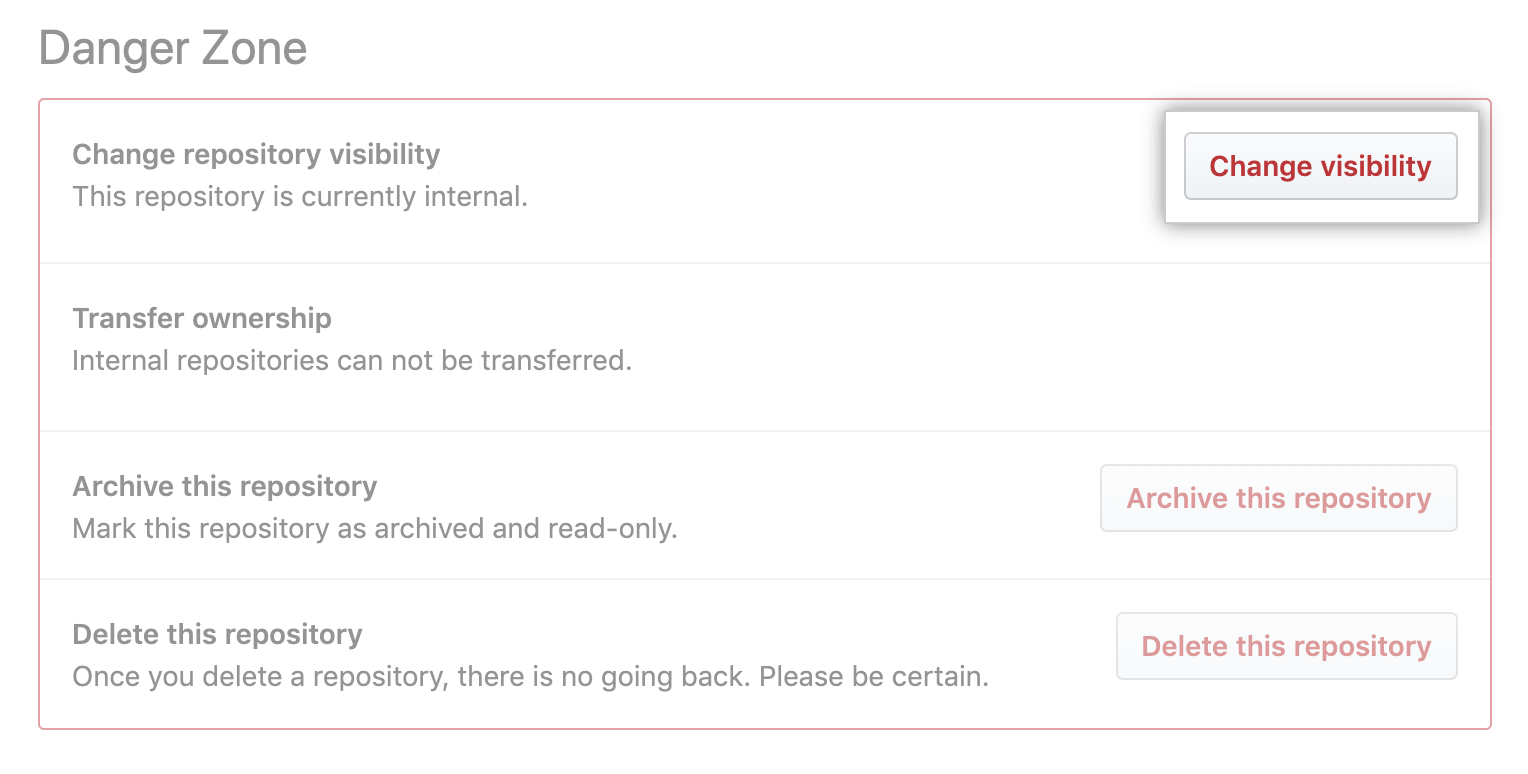 Danger Zone
Change repository visibility
This repository is currently internal.
Change visibility
Transfer ownership
Internal repositories can not be transferred.
Archive this repository
Mark this repository as archived and read-only.
Archive this repository
Delete this repository
Once you delete a repository, there is no going back. Please be certain.
Delete this repository